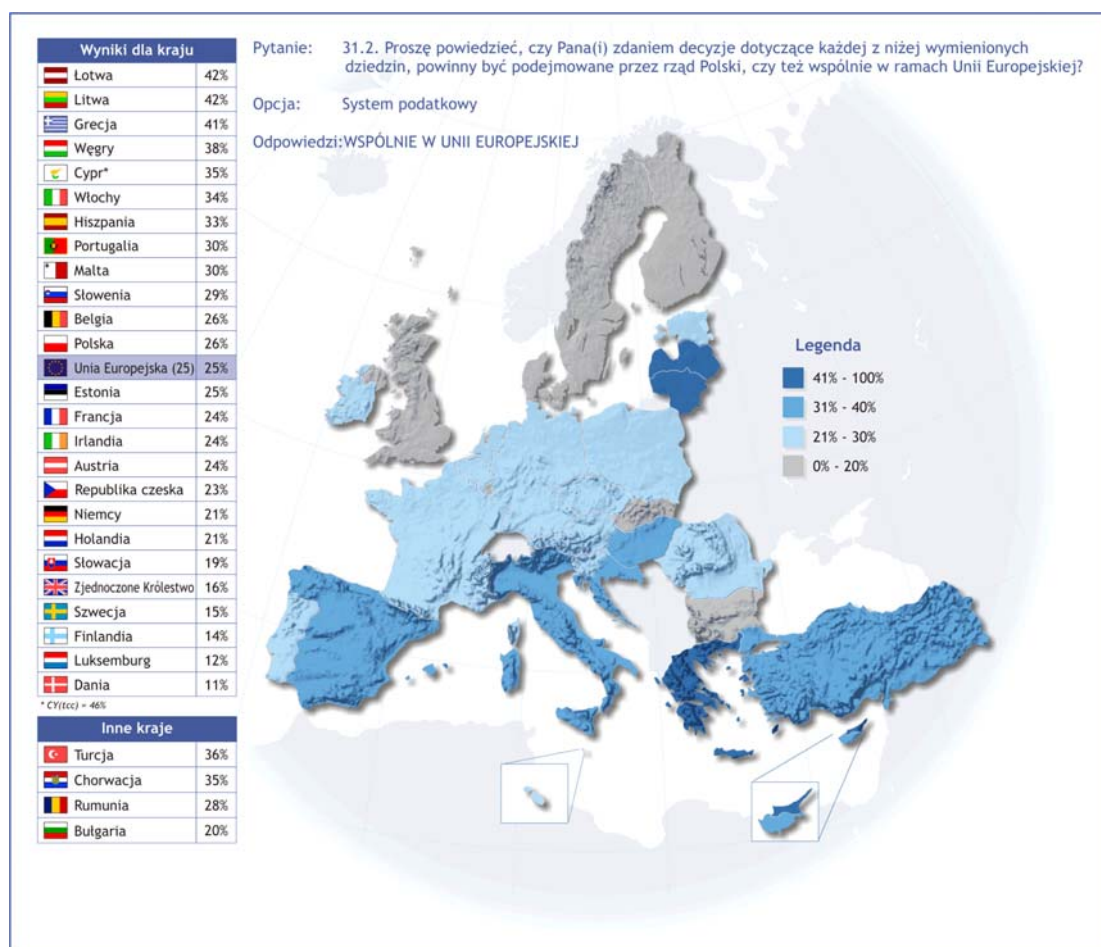 Wyniki dla kraju
Łotwa 42%
Litwa 42%
Grecja 41%
Węgry 38%
Cypr* 35%
Włochy 34%
Hiszpania 33%
Portugalia 30%
Malta 30%
Słowenia 29%
Belgia 26%
Polska 26%
Unia Europejska (25) 25%
Estonia 25%
Francja 24%
Irlandia 24%
Austria 24%
Republika czeska 23%
Niemcy 21%
Holandia 21%
Słowacja 19%
Zjednoczone Królestwo 16%
Szwecja 15%
Finlandia 14%
Luksemburg 12%
Dania 11%
* CY(tcc) = 46%
Inne kraje
Turcja 36%
Chorwacja 35%
Rumunia 28%
Bułgaria 20%
Pytanie: 31.2. Proszę powiedzieć, czy Pana(i) zdaniem decyzje dotyczące każdej z niżej wymienionych
dziedzin, powinny być podejmowane przez rząd Polski, czy też wspólnie w ramach Unii Europejskiej?
Opcja: System podatkowy
Odpowiedzi:WSPÓLNIE W UNII EUROPEJSKIEJ
Legenda
41% - 100%
31% - 40%
21% - 30%
0% - 20%